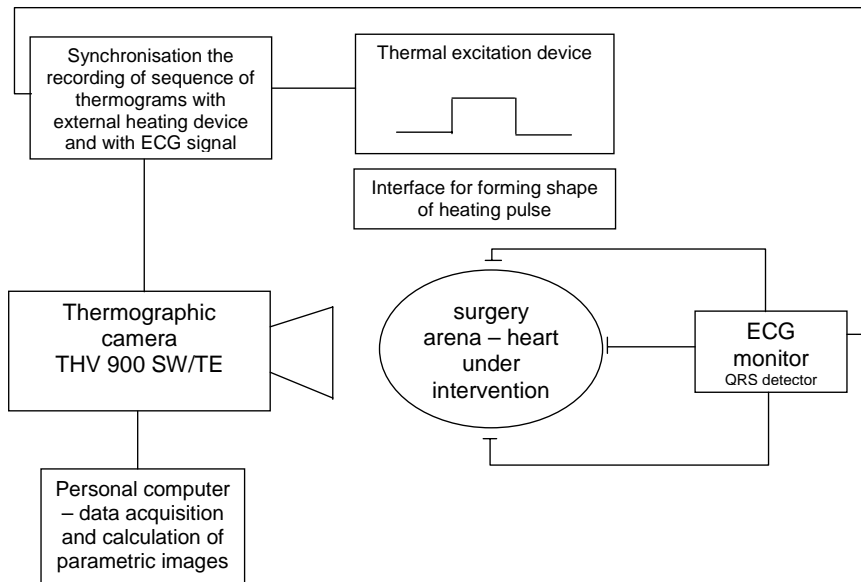 Synchronisation the
recording of sequence of
thermograms with
external heating device
and with ECG signal
Thermal excitation device
Interface for forming shape
of heating pulse
Thermographic
camera
THV 900 SW/TE
surgery
arena – heart
under
intervention
ECG
monitor
QRS detector
Personal computer
– data acquisition
and calculation of
parametric images